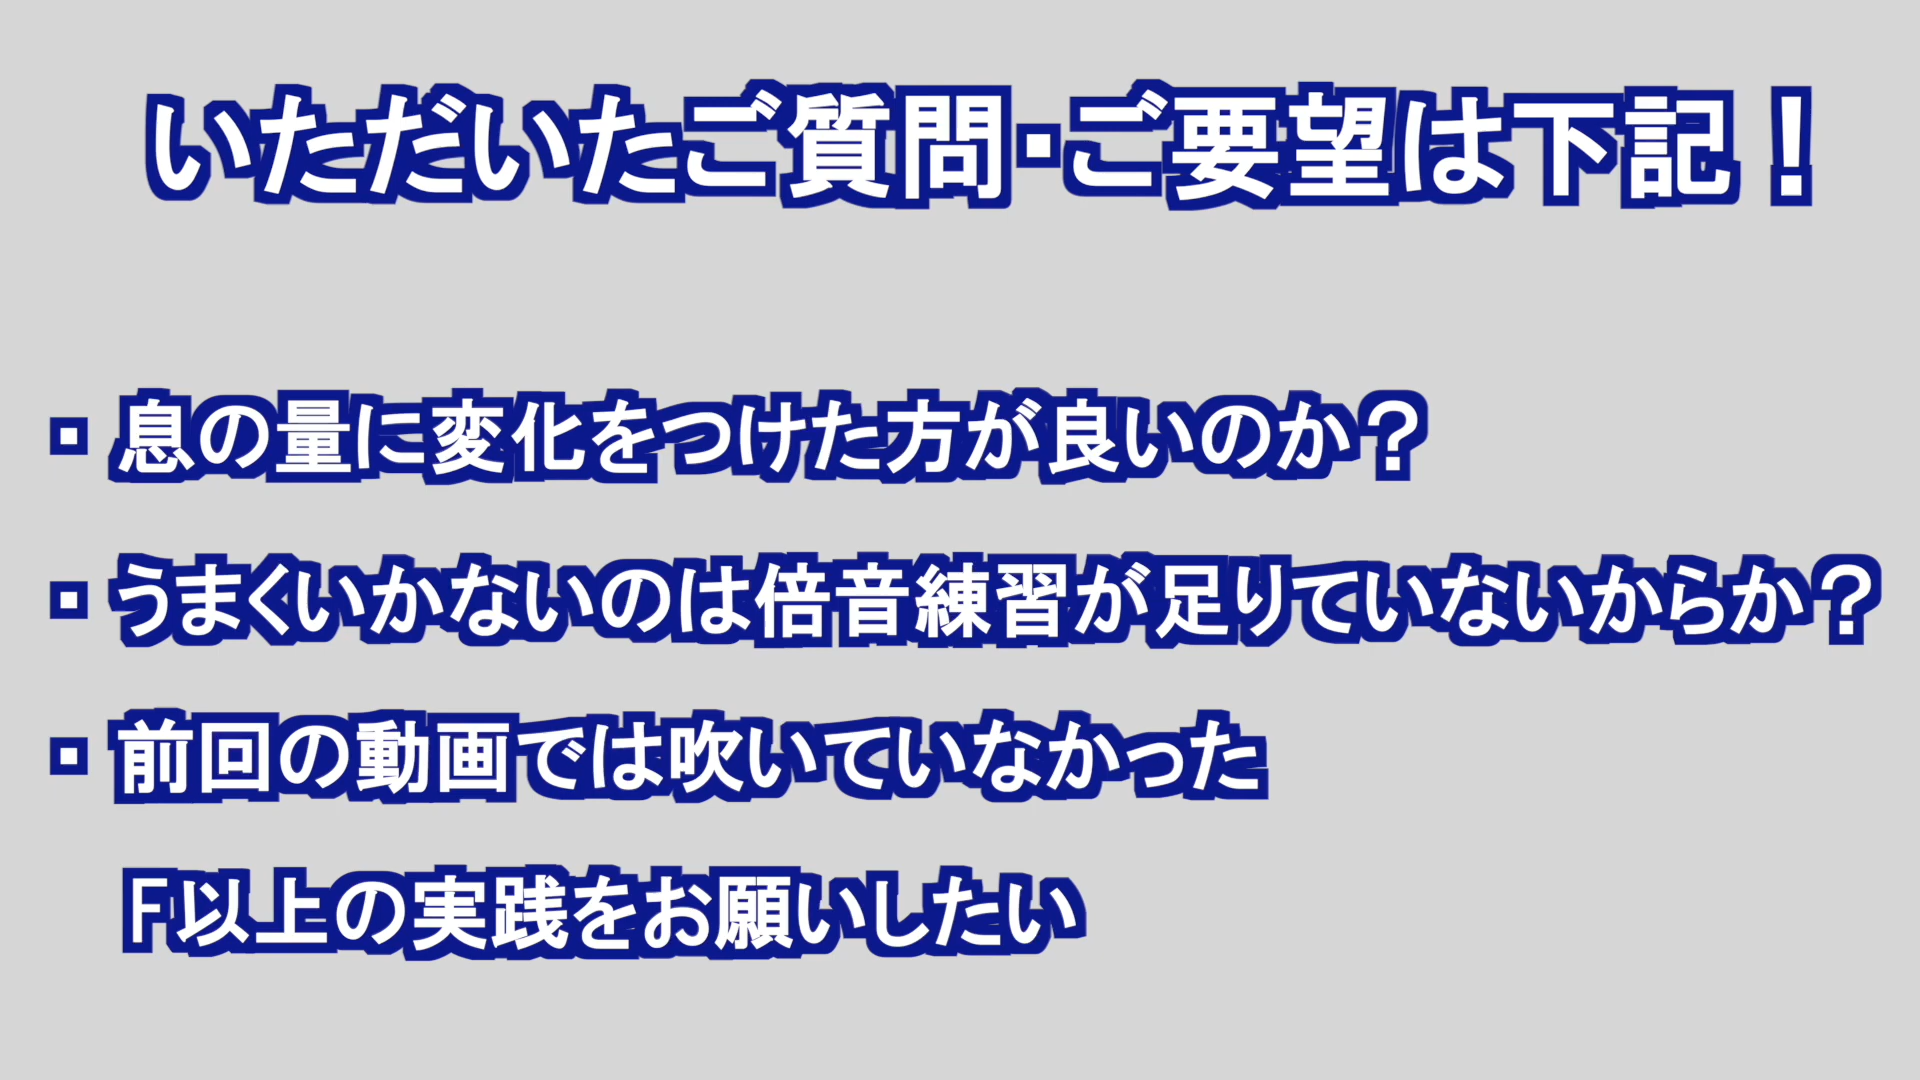 いただいたご質問・ご要望は下記！
・息の量に変化をつけた方が良いのか？
・うまくいかないのは倍音練習が足りていないからか？
・前回の動画では吹いていなかった
F以上の実践をお願いしたい